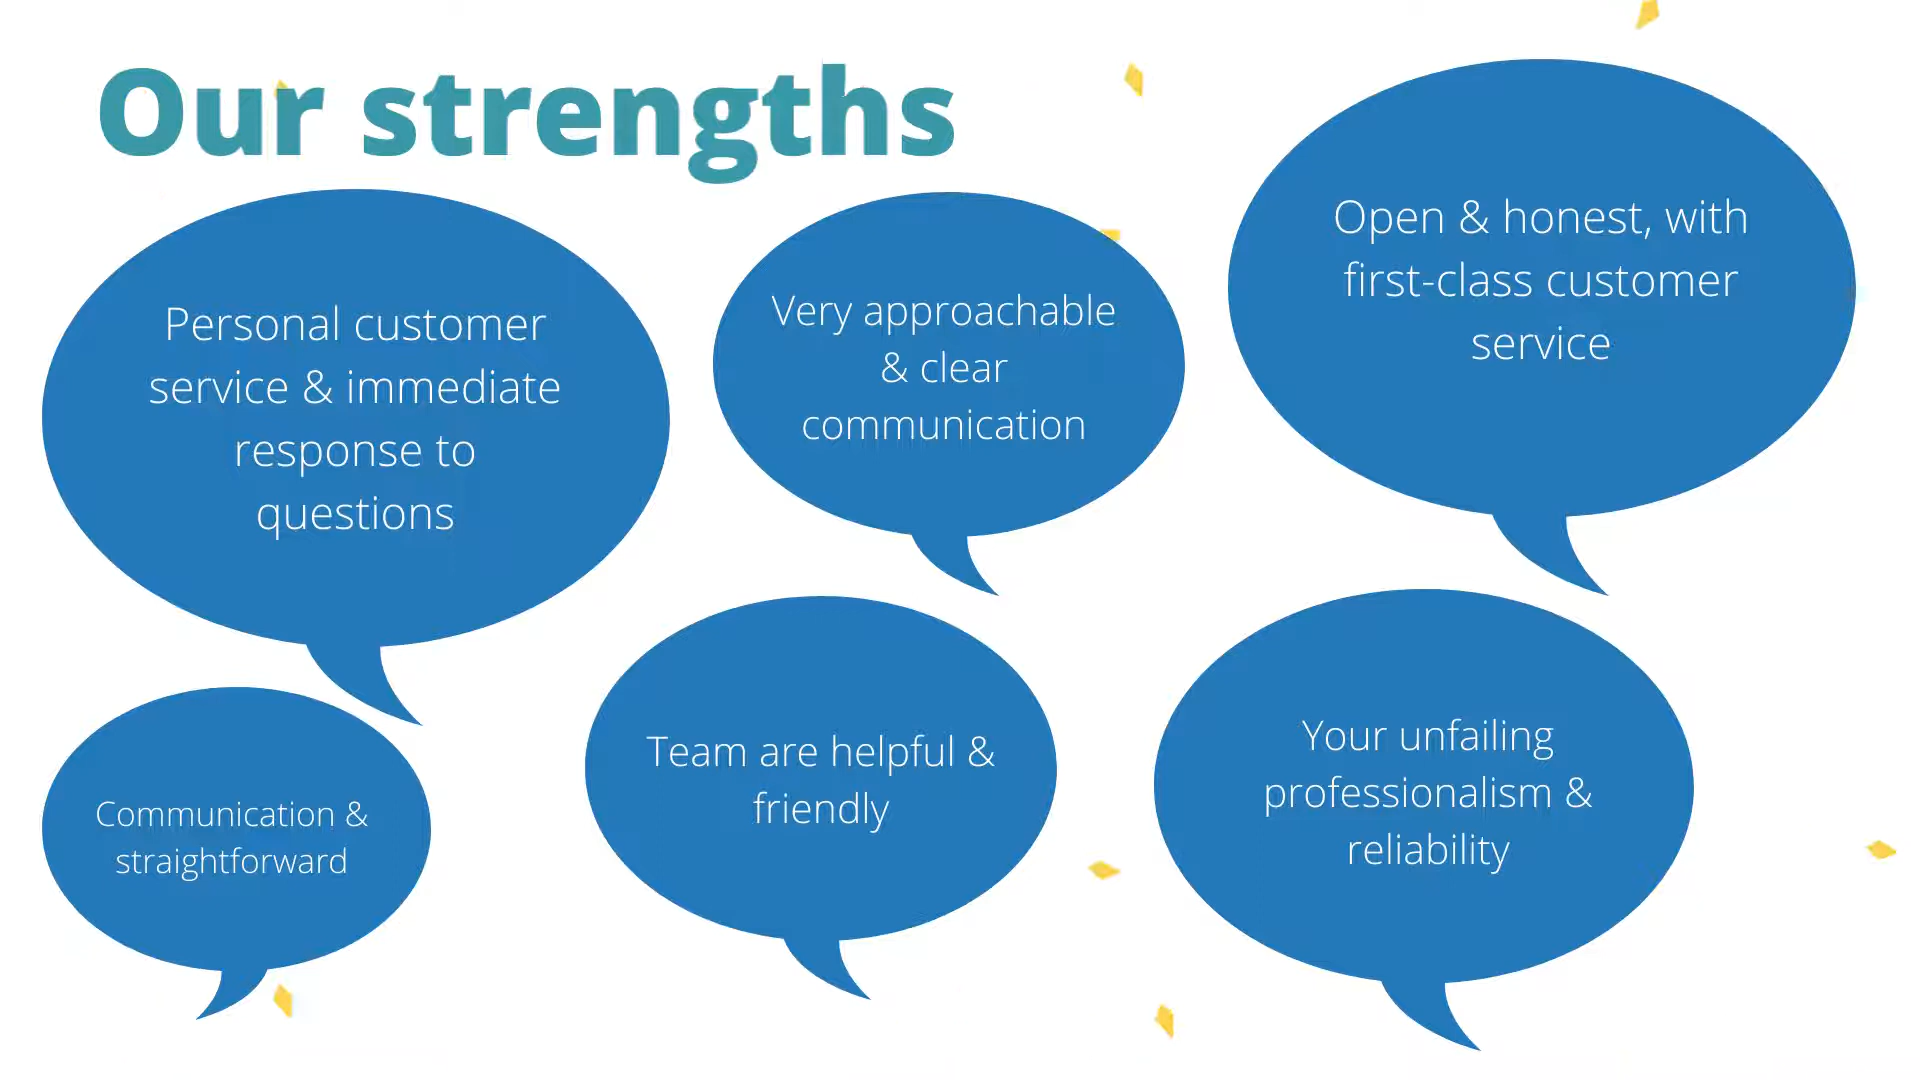 Our strengths
Personal customer
service & immediate
response to
questions
Very approachable
& clear
communication
Open & honest, with
first-class customer
service
Communication &
straightforward
Team are helpful &
friendly
Your unfailing
professionalism &
reliability